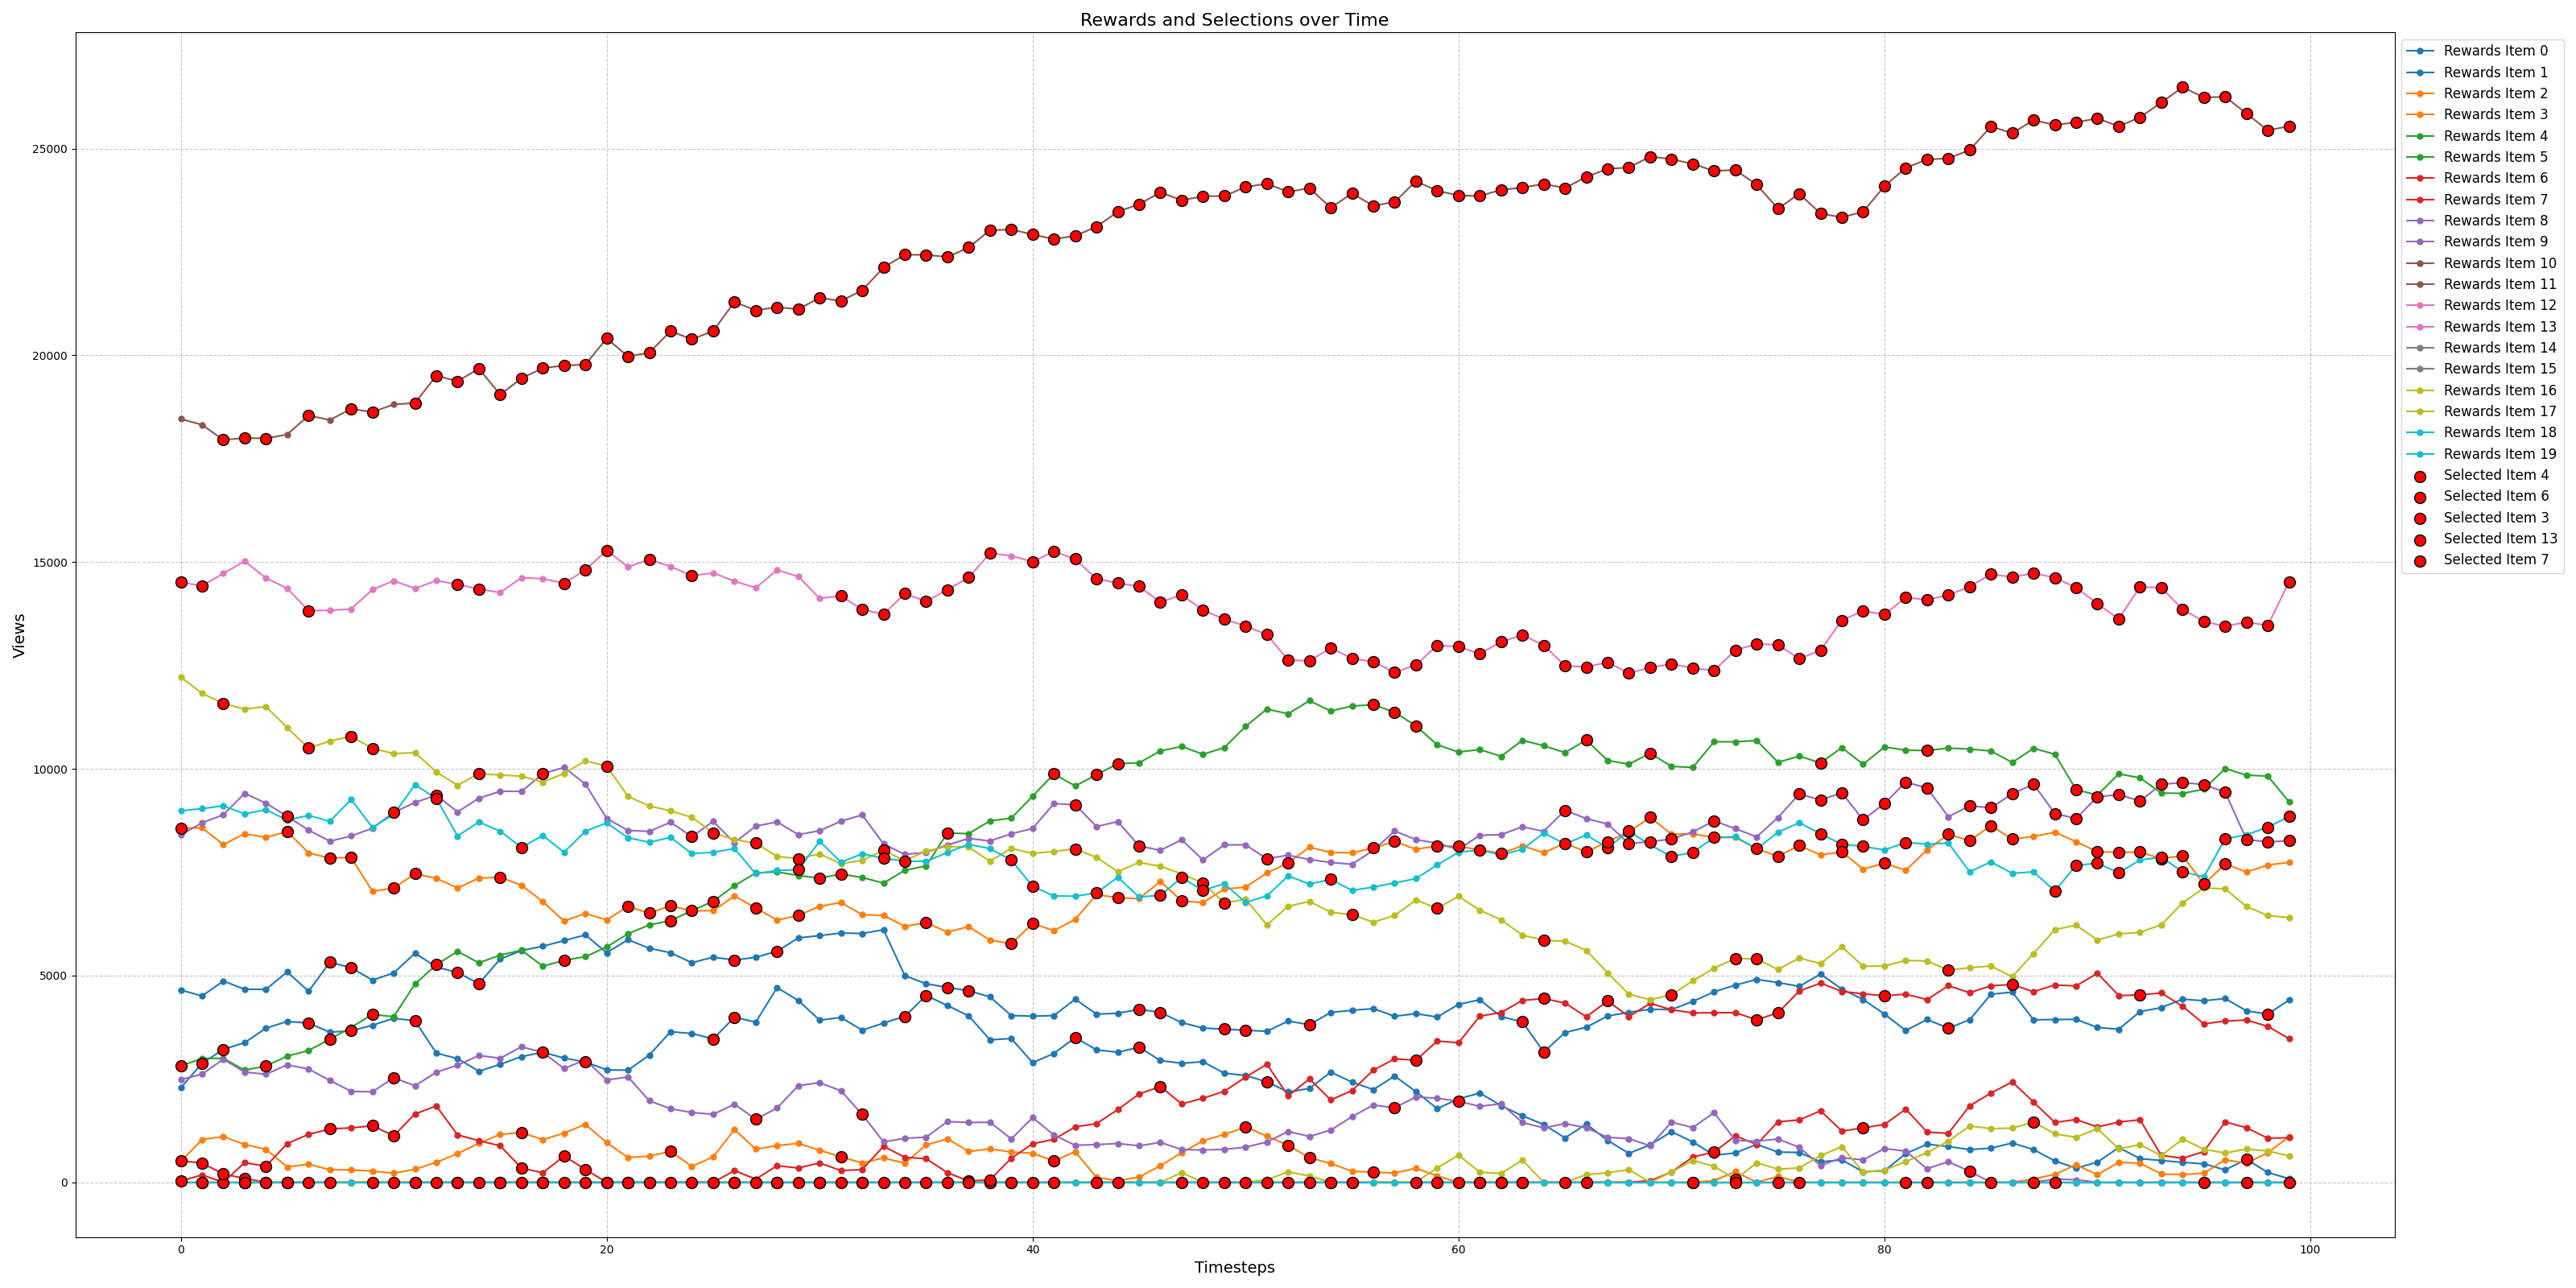 Rewards and Selections over Time
Views
25000
20000
15000
10000
5000
0
0 20 40 60 80 100
Timesteps
Rewards Item 0
Rewards Item 1
Rewards Item 2
Rewards Item 3
Rewards Item 4
Rewards Item 5
Rewards Item 6
Rewards Item 7
Rewards Item 8
Rewards Item 9
Rewards Item 10
Rewards Item 11
Rewards Item 12
Rewards Item 13
Rewards Item 14
Rewards Item 15
Rewards Item 16
Rewards Item 17
Rewards Item 18
Rewards Item 19
Selected Item 4
Selected Item 6
Selected Item 3
Selected Item 13
Selected Item 7